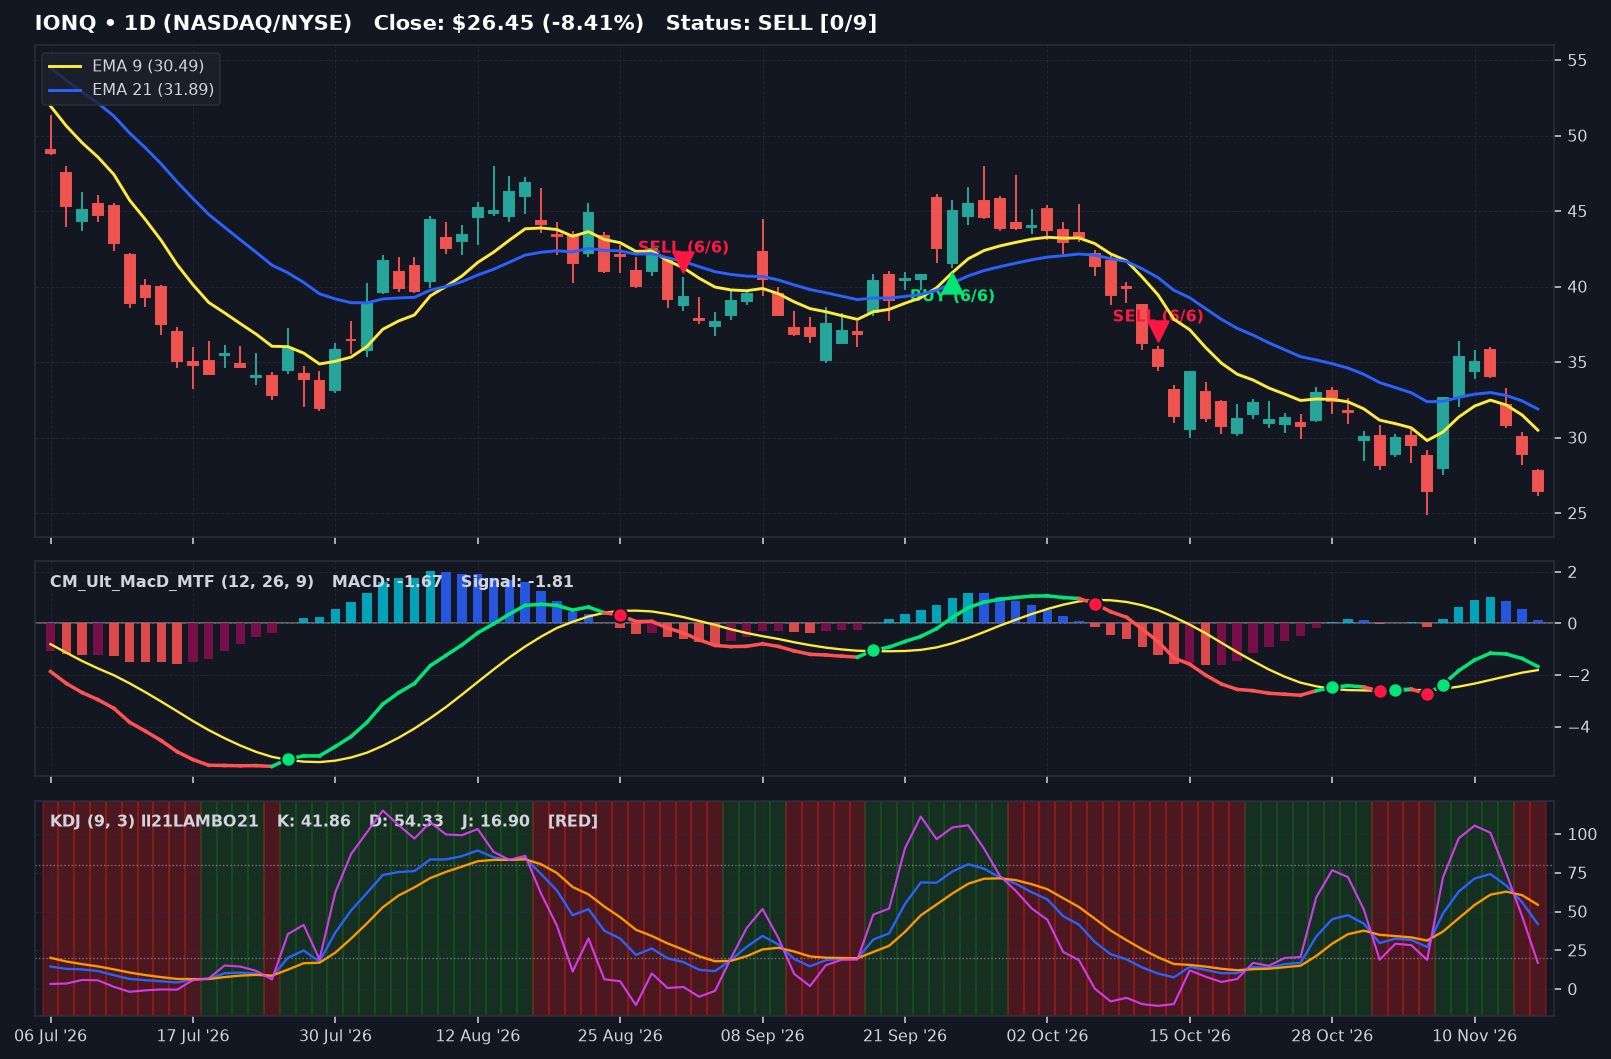 IONQ • 1D (NASDAQ/NYSE)   Close: $26.45 (-8.41%)   Status: SELL [0/9]
EMA 9 (30.49)
EMA 21 (31.89)
55
50
45
40
35
30
25
SELL (6/6)
BUY (6/6)
SELL (6/6)
CM_Ult_MacD_MTF (12, 26, 9)   MACD: -1.67   Signal: -1.81
2
0
−2
−4
KDJ (9, 3) II21LAMBO21   K: 41.86   D: 54.33   J: 16.90   [RED]
100
75
50
25
0
06 Jul '26
17 Jul '26
30 Jul '26
12 Aug '26
25 Aug '26
08 Sep '26
21 Sep '26
02 Oct '26
15 Oct '26
28 Oct '26
10 Nov '26